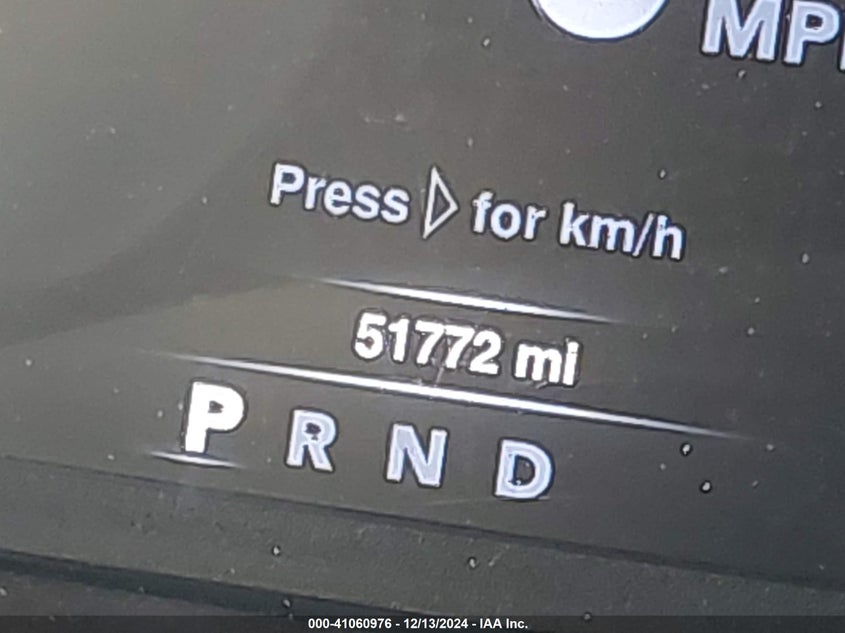 MP
Press ▷ for km/h
51772 mi
P R N D
000-41060976 - 12/13/2024 - IAA Inc.